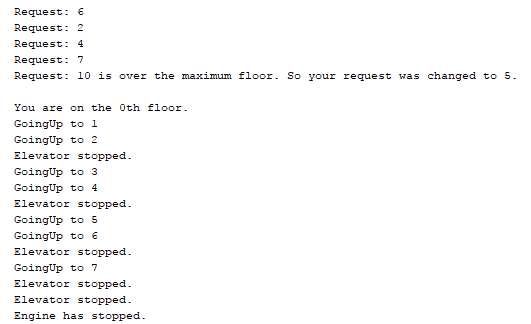 Request: 6
Request: 2
Request: 4
Request: 7
Request: 10 is over the maximum floor. So your request was changed to 5.
You are on the 0th floor.
GoingUp to 1
GoingUp to 2
Elevator stopped.
GoingUp to 3
GoingUp to 4
Elevator stopped.
GoingUp to 5
GoingUp to 6
Elevator stopped.
GoingUp to 7
Elevator stopped.
Elevator stopped.
Engine has stopped.